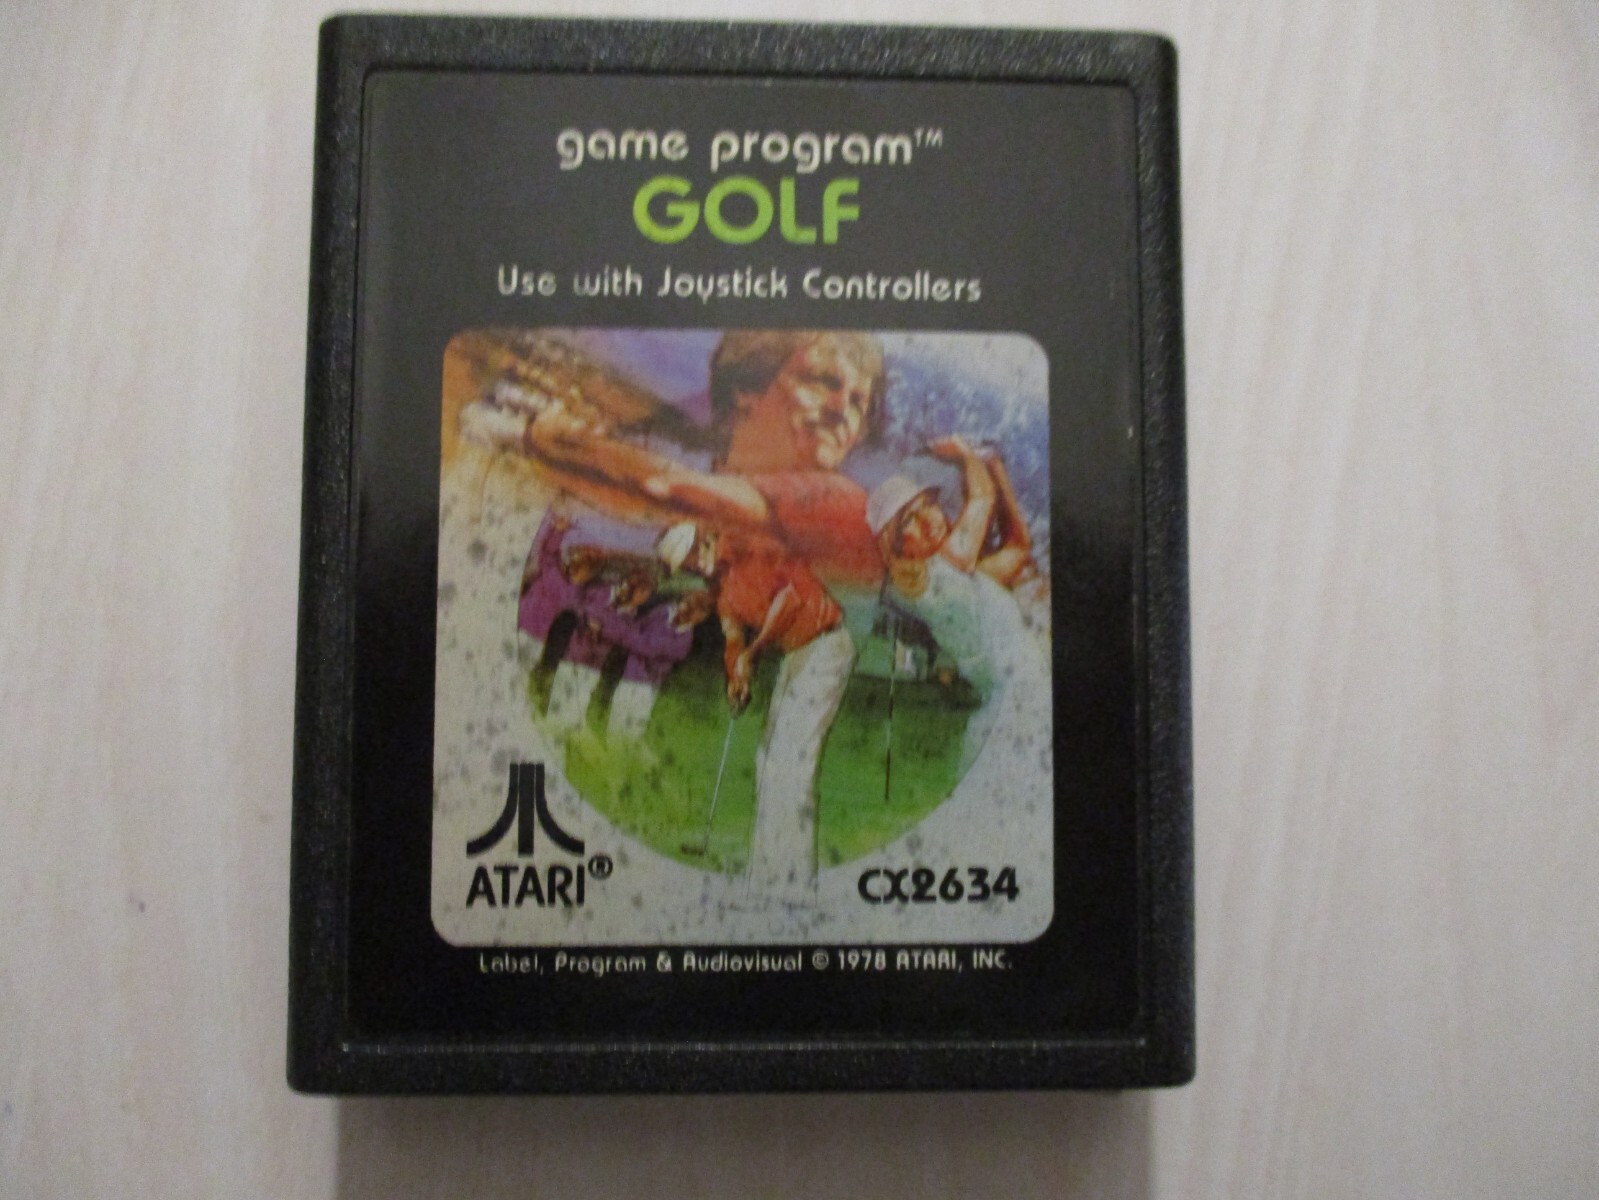 game program™
GOLF
Use with Joystick Controllers
ATARI®
CX2634
Label, Program & Audiovisual © 1978 ATARI, INC.